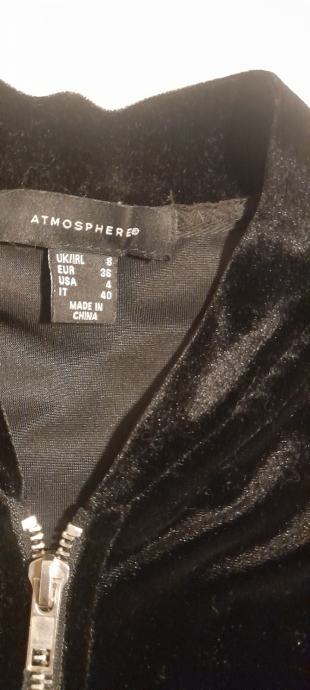 ATMOSPHERE®
UK/IRL 8
EUR 36
USA 4
IT 40
MADE IN
CHINA